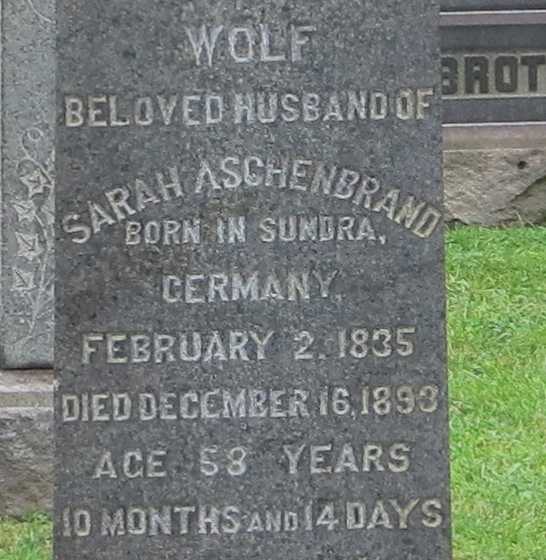 WOLF
BELOVED HUSBAND OF
SARAH ASCHENBRAND
BORN IN SUNDRA,
GERMANY,
FEBRUARY 2, 1835
DIED DECEMBER 16, 1893
AGE 58 YEARS
10 MONTHS AND 14 DAYS
BROT